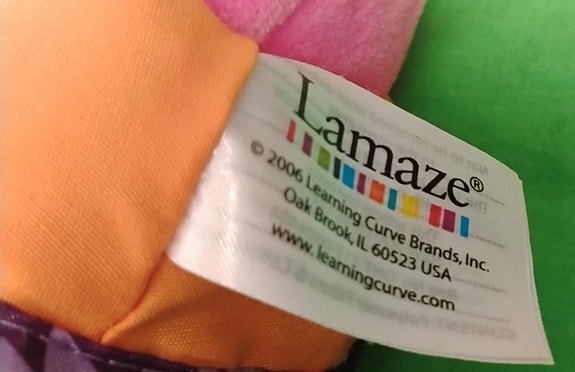 Lamaze®
© 2006 Learning Curve Brands, Inc.
Oak Brook, IL 60523 USA
www.learningcurve.com